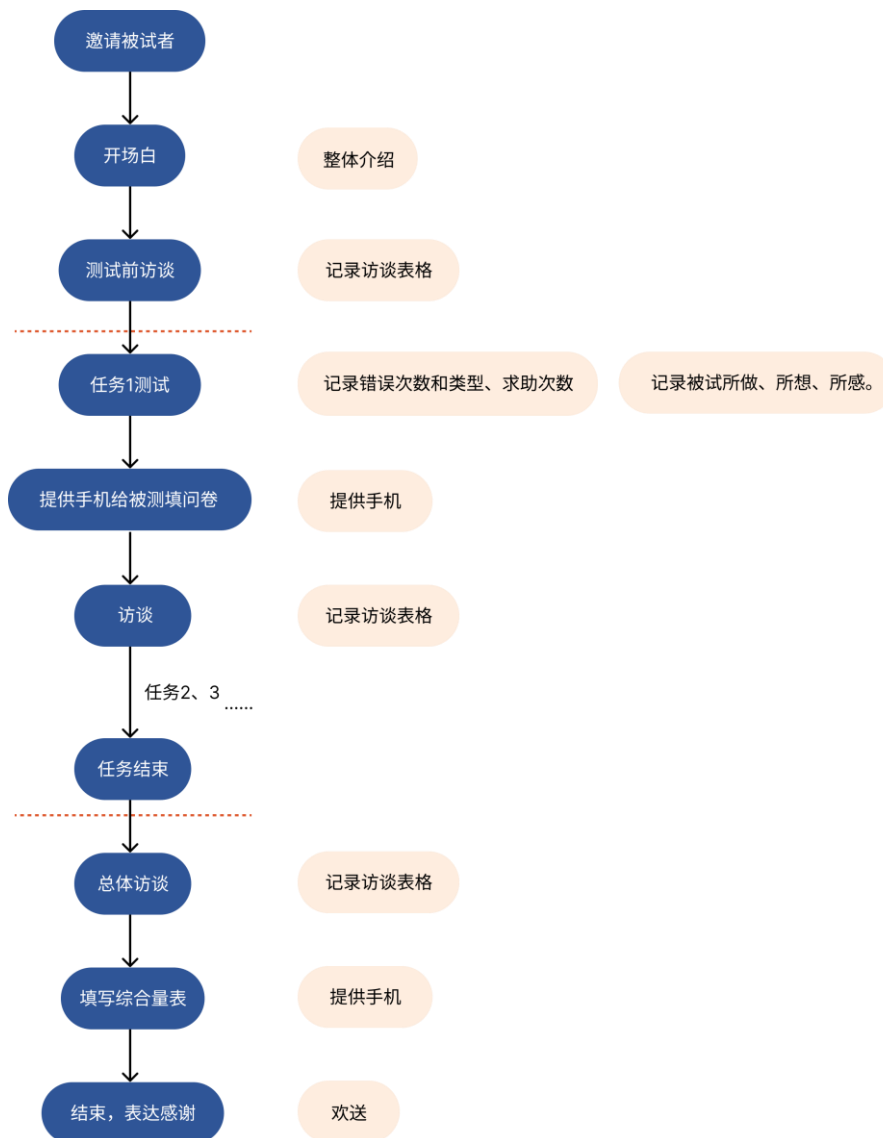 邀请被试者
开场白
整体介绍
测试前访谈
记录访谈表格
任务1测试
记录错误次数和类型、求助次数
记录被试所做、所想、所感。
提供手机给被测填问卷
提供手机
访谈
记录访谈表格
任务2、3
......
任务结束
总体访谈
记录访谈表格
填写综合量表
提供手机
结束，表达感谢
欢送